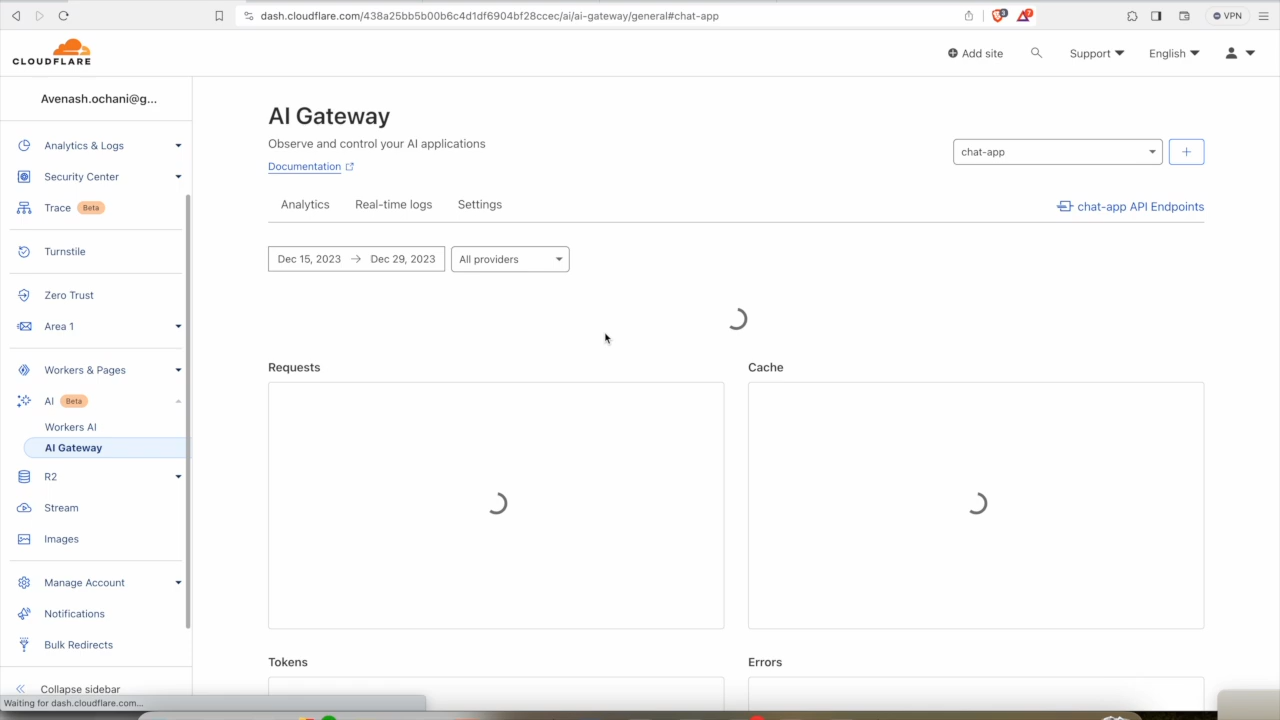 dash.cloudflare.com/438a25bb5b00b6c4d1df6904bf28ccec/ai/ai-gateway/general#chat-app
VPN
CLOUDFLARE
Add site
Support
English
Avenash.ochani@g...
Analytics & Logs
Security Center
Trace Beta
Turnstile
Zero Trust
Area 1
Workers & Pages
AI Beta
Workers AI
AI Gateway
R2
Stream
Images
Manage Account
Notifications
Bulk Redirects
Collapse sidebar
Waiting for dash.cloudflare.com...
AI Gateway
Observe and control your AI applications
Documentation
chat-app
Analytics Real-time logs Settings
chat-app API Endpoints
Dec 15, 2023 → Dec 29, 2023
All providers
Requests
Cache
Tokens
Errors